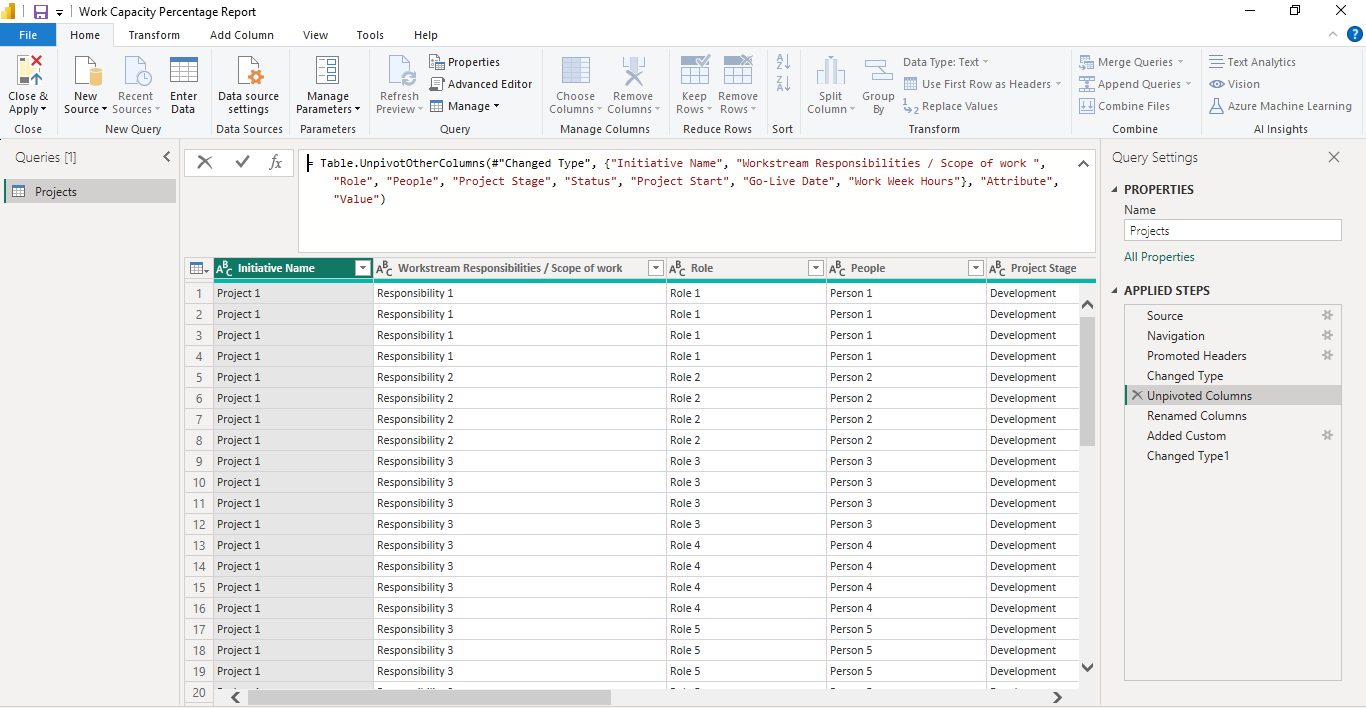 Work Capacity Percentage Report
File Home Transform Add Column View Tools Help
Close & Apply
Close
New Source
Recent Sources
Enter Data
New Query
Data source settings
Data Sources
Manage Parameters
Parameters
Refresh Preview
Properties
Advanced Editor
Manage
Query
Choose Columns
Remove Columns
Manage Columns
Keep Rows
Remove Rows
Reduce Rows
Sort
Split Column
Group By
Data Type: Text
Use First Row as Headers
Replace Values
Transform
Merge Queries
Append Queries
Combine Files
Combine
Text Analytics
Vision
Azure Machine Learning
AI Insights
Queries [1]
Projects
= Table.UnpivotOtherColumns(#"Changed Type", {"Initiative Name", "Workstream Responsibilities / Scope of work ",
"Role", "People", "Project Stage", "Status", "Project Start", "Go-Live Date", "Work Week Hours"}, "Attribute",
"Value")
Initiative Name Workstream Responsibilities / Scope of work Role People Project Stage
1 Project 1 Responsibility 1 Role 1 Person 1 Development
2 Project 1 Responsibility 1 Role 1 Person 1 Development
3 Project 1 Responsibility 1 Role 1 Person 1 Development
4 Project 1 Responsibility 1 Role 1 Person 1 Development
5 Project 1 Responsibility 2 Role 2 Person 2 Development
6 Project 1 Responsibility 2 Role 2 Person 2 Development
7 Project 1 Responsibility 2 Role 2 Person 2 Development
8 Project 1 Responsibility 2 Role 2 Person 2 Development
9 Project 1 Responsibility 3 Role 3 Person 3 Development
10 Project 1 Responsibility 3 Role 3 Person 3 Development
11 Project 1 Responsibility 3 Role 3 Person 3 Development
12 Project 1 Responsibility 3 Role 3 Person 3 Development
13 Project 1 Responsibility 3 Role 4 Person 4 Development
14 Project 1 Responsibility 3 Role 4 Person 4 Development
15 Project 1 Responsibility 3 Role 4 Person 4 Development
16 Project 1 Responsibility 3 Role 4 Person 4 Development
17 Project 1 Responsibility 3 Role 5 Person 5 Development
18 Project 1 Responsibility 3 Role 5 Person 5 Development
19 Project 1 Responsibility 3 Role 5 Person 5 Development
20
Query Settings
PROPERTIES
Name
Projects
All Properties
APPLIED STEPS
Source
Navigation
Promoted Headers
Changed Type
Unpivoted Columns
Renamed Columns
Added Custom
Changed Type1